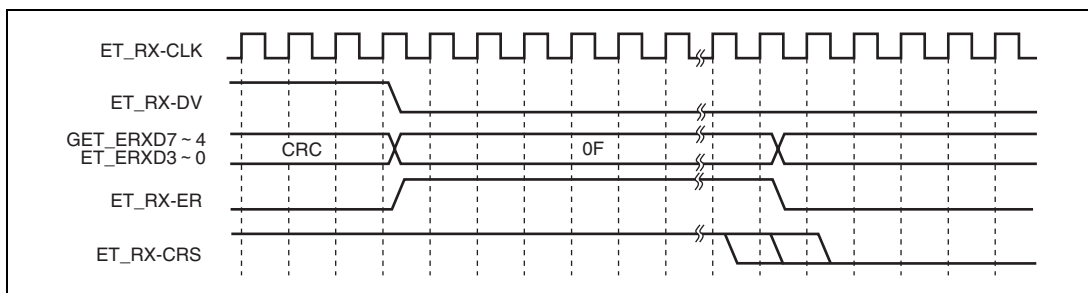 ET_RX-CLK
ET_RX-DV
GET_ERXD7 ~ 4
ET_ERXD3 ~ 0
CRC
0F
ET_RX-ER
ET_RX-CRS